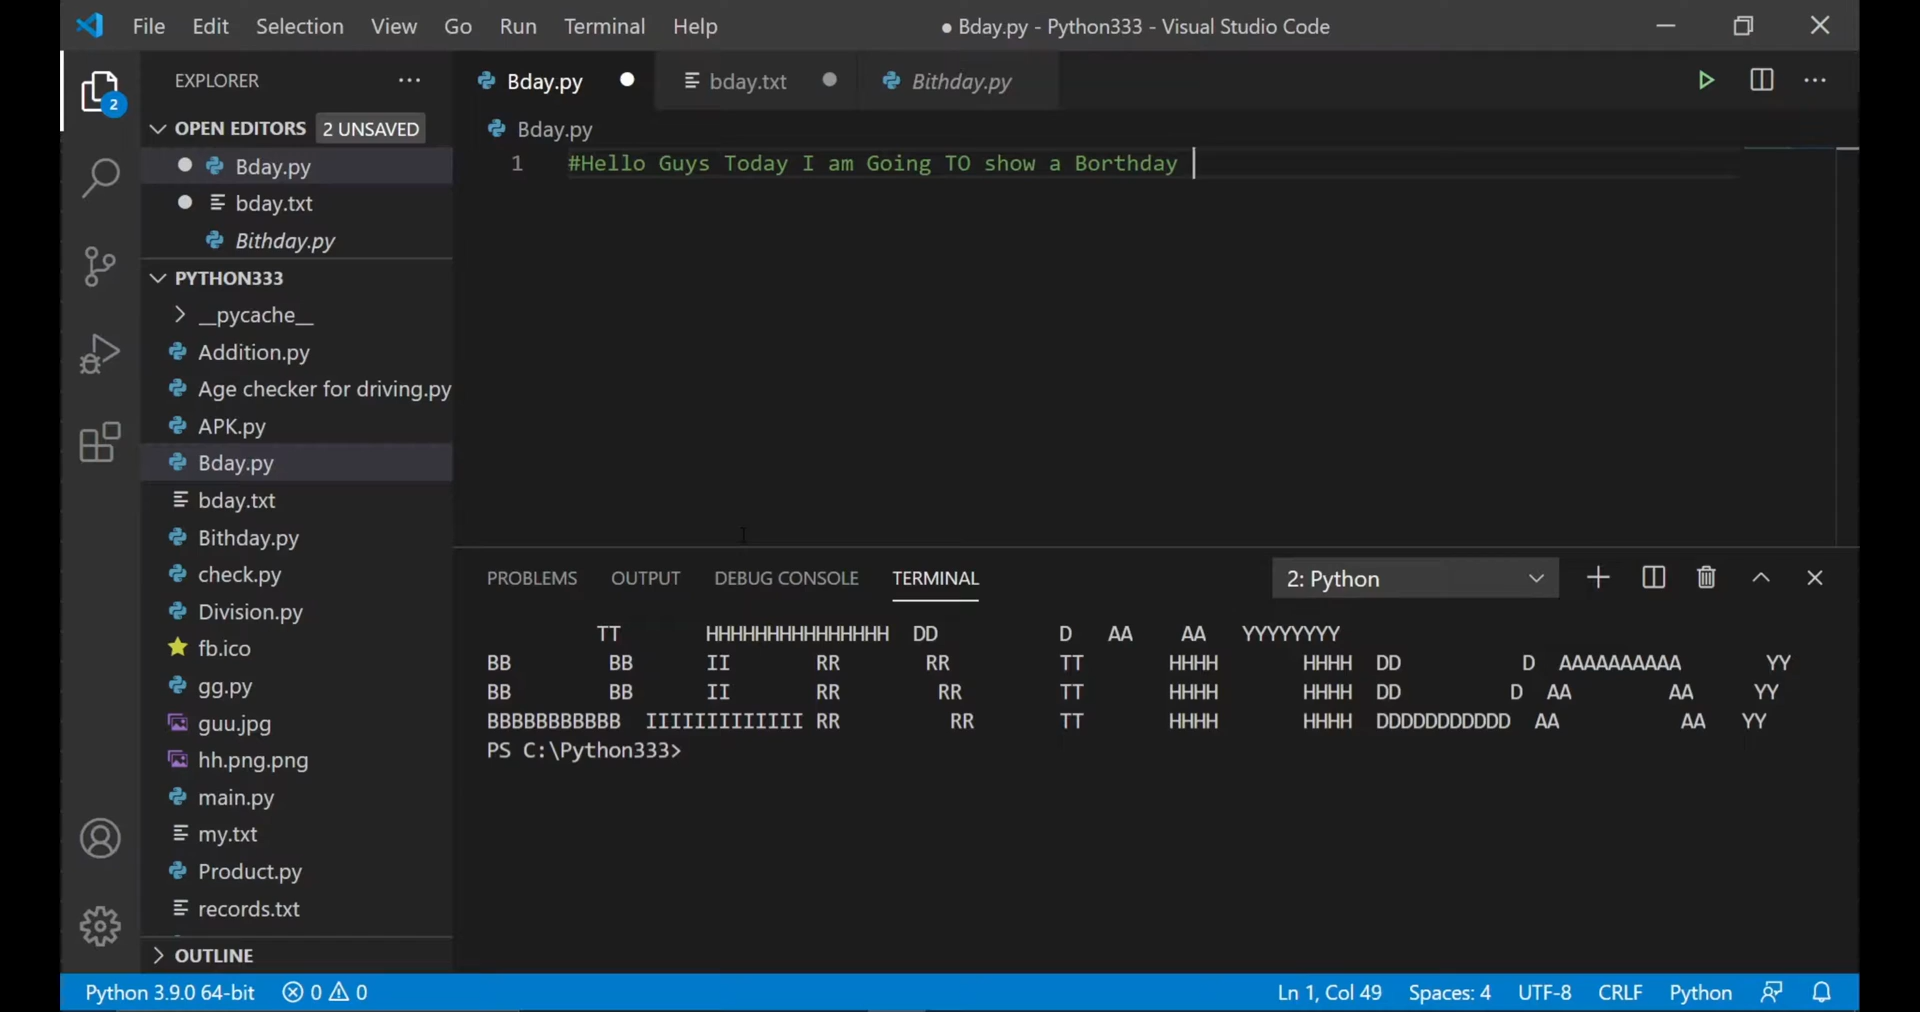 File Edit Selection View Go Run Terminal Help ● Bday.py - Python333 - Visual Studio Code
EXPLORER
Bday.py bday.txt Bithday.py
OPEN EDITORS 2 UNSAVED
Bday.py
bday.txt
Bithday.py
PYTHON333
__pycache__
Addition.py
Age checker for driving.py
APK.py
Bday.py
bday.txt
Bithday.py
check.py
Division.py
fb.ico
gg.py
guu.jpg
hh.png.png
main.py
my.txt
Product.py
records.txt
OUTLINE
2
Bday.py
1 #Hello Guys Today I am Going TO show a Borthday
PROBLEMS OUTPUT DEBUG CONSOLE TERMINAL 2: Python
TT HHHHHHHHHHHHHHH DD D AA AA YYYYYYYY
BB BB II RR RR TT HHHH HHHH DD D AAAAAAAAAA YY
BB BB II RR RR TT HHHH HHHH DD D AA AA YY
BBBBBBBBBBB IIIIIIIIIIIII RR RR TT HHHH HHHH DDDDDDDDDDD AA AA YY
PS C:\Python333>
Python 3.9.0 64-bit 0 0 Ln 1, Col 49 Spaces: 4 UTF-8 CRLF Python